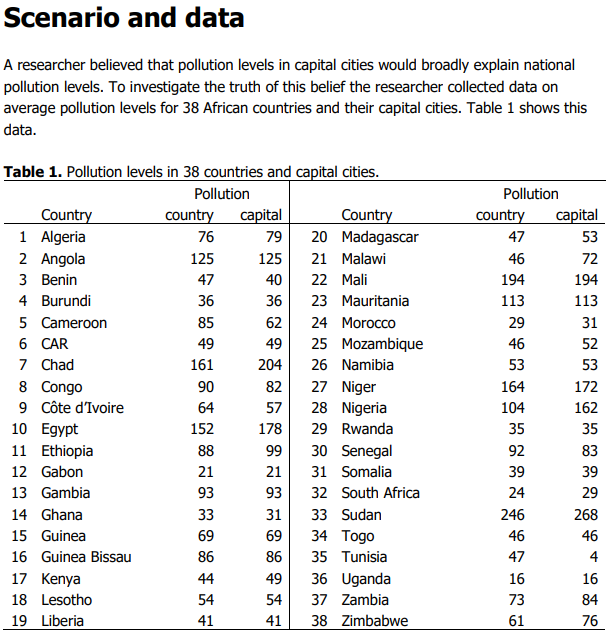 Scenario and data
A researcher believed that pollution levels in capital cities would broadly explain national
pollution levels. To investigate the truth of this belief the researcher collected data on
average pollution levels for 38 African countries and their capital cities. Table 1 shows this
data.
Table 1. Pollution levels in 38 countries and capital cities.
Pollution Pollution
Country country capital Country country capital
1 Algeria 76 79 20 Madagascar 47 53
2 Angola 125 125 21 Malawi 46 72
3 Benin 47 40 22 Mali 194 194
4 Burundi 36 36 23 Mauritania 113 113
5 Cameroon 85 62 24 Morocco 29 31
6 CAR 49 49 25 Mozambique 46 52
7 Chad 161 204 26 Namibia 53 53
8 Congo 90 82 27 Niger 164 172
9 Côte d'Ivoire 64 57 28 Nigeria 104 162
10 Egypt 152 178 29 Rwanda 35 35
11 Ethiopia 88 99 30 Senegal 92 83
12 Gabon 21 21 31 Somalia 39 39
13 Gambia 93 93 32 South Africa 24 29
14 Ghana 33 31 33 Sudan 246 268
15 Guinea 69 69 34 Togo 46 46
16 Guinea Bissau 86 86 35 Tunisia 47 4
17 Kenya 44 49 36 Uganda 16 16
18 Lesotho 54 54 37 Zambia 73 84
19 Liberia 41 41 38 Zimbabwe 61 76